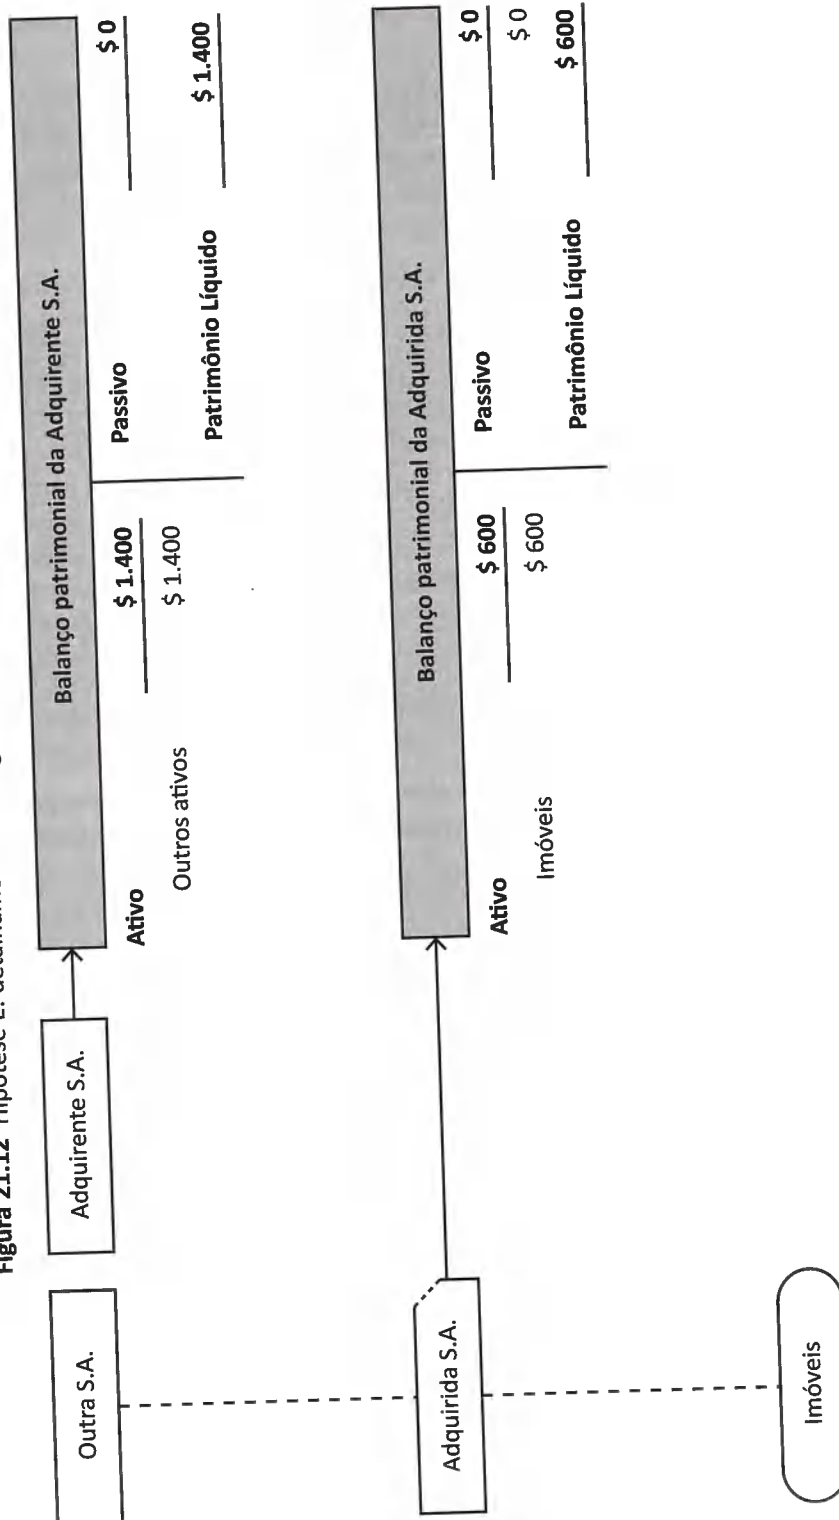 Figura 21.12 Hipótese E:
Outra S.A.
Adquirente S.A.
Balanço patrimonial da Adquirente S.A.
Ativo $ 1.400 Passivo $ 0
Outros ativos $ 1.400
Patrimônio Líquido $ 1.400
Adquirida S.A.
Balanço patrimonial da Adquirida S.A.
Ativo $ 600 Passivo $ 0
Imóveis $ 600 $ 0
Patrimônio Líquido $ 600
Imóveis